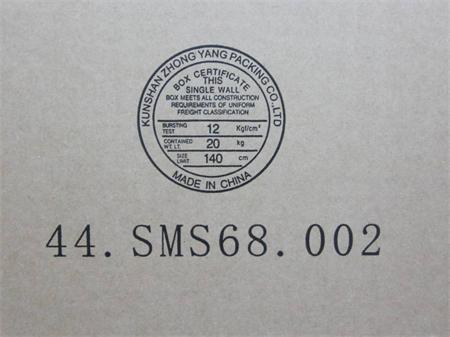 KUNSHAN ZHONG YANG PACKING CO.,LTD
BOX CERTIFICATE
THIS
SINGLE WALL
BOX MEETS ALL CONSTRUCTION
REQUIREMENTS OF UNIFORM
FREIGHT CLASSIFICATION
BURSTING TEST 12 Kgf/cm²
CONTAINED WT. LT. 20 kg
SIZE LIMIT 140 cm
MADE IN CHINA
44.SMS68.002